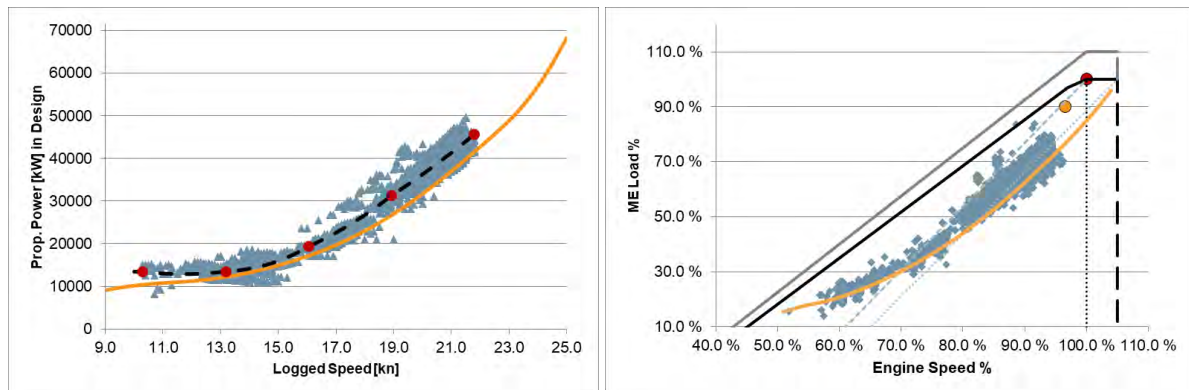 70000
60000
50000
40000
30000
20000
10000
0
Prop. Power [kW] in Design
9.0 11.0 13.0 15.0 17.0 19.0 21.0 23.0 25.0
Logged Speed [kn]
110.0 %
90.0 %
70.0 %
50.0 %
30.0 %
10.0 %
ME Load %
40.0 % 50.0 % 60.0 % 70.0 % 80.0 % 90.0 % 100.0 % 110.0 %
Engine Speed %